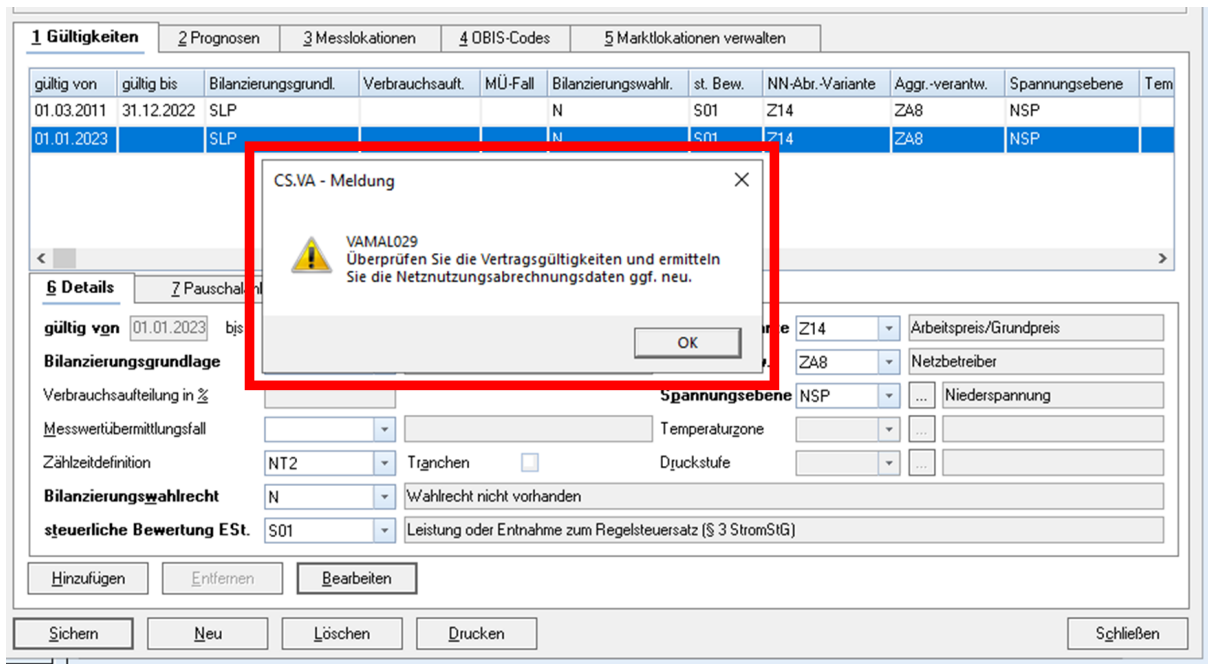 1 Gültigkeiten 2 Prognosen 3 Messlokationen 4 OBIS-Codes 5 Marktlokationen verwalten
gültig von gültig bis Bilanzierungsgrundl. Verbrauchsauft. MÜ-Fall Bilanzierungswahlr. st. Bew. NN-Abr.-Variante Aggr.-verantw. Spannungsebene Tem
01.03.2011 31.12.2022 SLP N S01 Z14 ZA8 NSP
01.01.2023 SLP N S01 Z14 ZA8 NSP
CS.VA - Meldung
VAMAL029
Überprüfen Sie die Vertragsgültigkeiten und ermitteln
Sie die Netznutzungsabrechnungsdaten ggf. neu.
OK
6 Details 7 Pauschalanl
gültig von 01.01.2023 bis Z14 Arbeitspreis/Grundpreis
Bilanzierungsgrundlage ZA8 Netzbetreiber
Verbrauchsaufteilung in % Spannungsebene NSP ... Niederspannung
Messwertübermittlungsfall Temperaturzone ...
Zählzeitdefinition NT2 Tranchen Druckstufe ...
Bilanzierungswahlrecht N Wahlrecht nicht vorhanden
steuerliche Bewertung ESt. S01 Leistung oder Entnahme zum Regelsteuersatz (§ 3 StromStG)
Hinzufügen Entfernen Bearbeiten
Sichern Neu Löschen Drucken Schließen